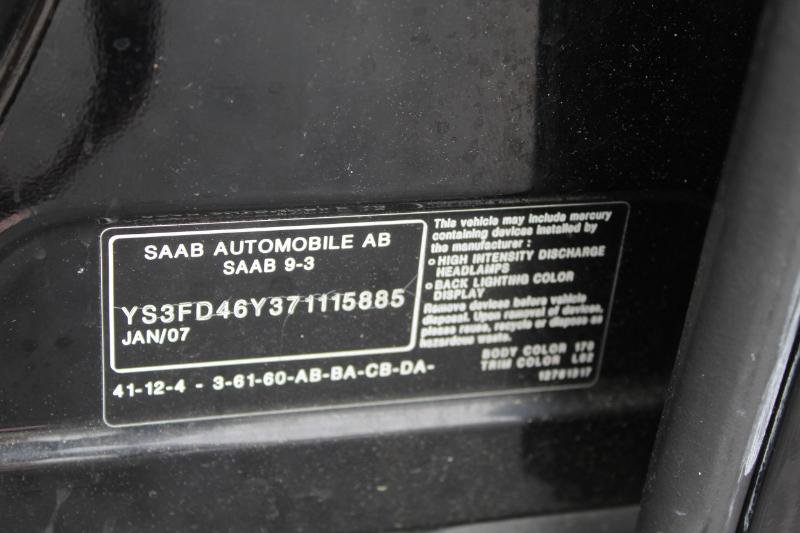 SAAB AUTOMOBILE AB
SAAB 9-3
YS3FD46Y371115885
JAN/07
41-12-4 - 3-61-60-AB-BA-CB-DA-
This vehicle may include mercury
containing devices installed by
the manufacturer :
o HIGH INTENSITY DISCHARGE
HEADLAMPS
o BACK LIGHTING COLOR
DISPLAY
Remove devices before vehicle
disposal. Upon removal of devices,
please reuse, recycle or dispose as
hazardous waste.
BODY COLOR 170
TRIM COLOR L02
12781317